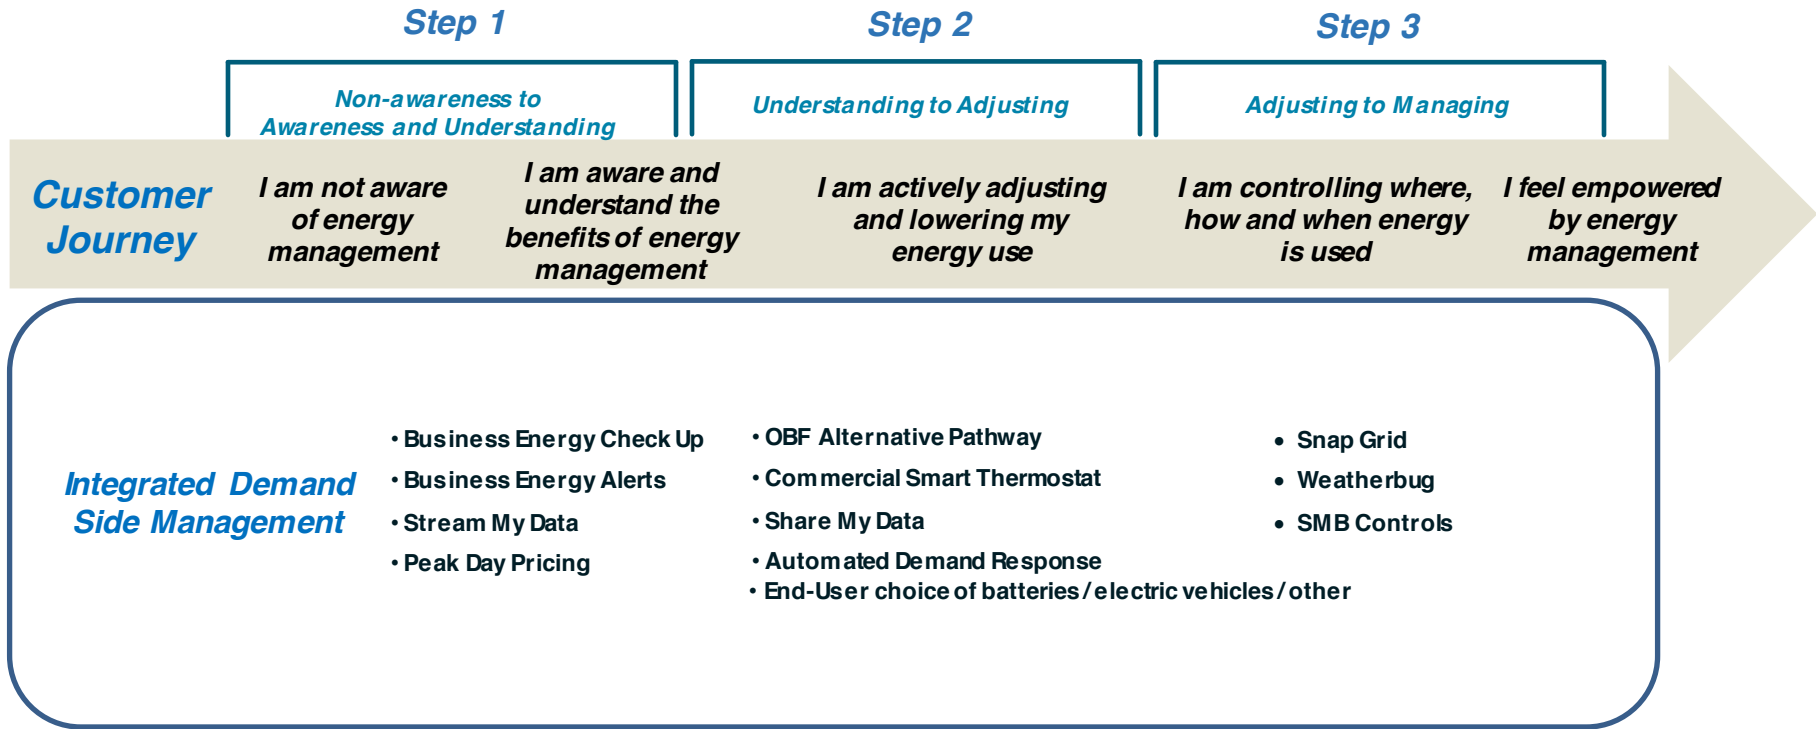 Step 1
Step 2
Step 3
Non-awareness to
Awareness and Understanding
Understanding to Adjusting
Adjusting to Managing
Customer
Journey
I am not aware
of energy
management
I am aware and
understand the
benefits of energy
management
I am actively adjusting
and lowering my
energy use
I am controlling where,
how and when energy
is used
I feel empowered
by energy
management
Integrated Demand
Side Management
• Business Energy Check Up
• Business Energy Alerts
• Stream My Data
• Peak Day Pricing
• OBF Alternative Pathway
• Commercial Smart Thermostat
• Share My Data
• Automated Demand Response
• End-User choice of batteries / electric vehicles / other
• Snap Grid
• Weatherbug
• SMB Controls